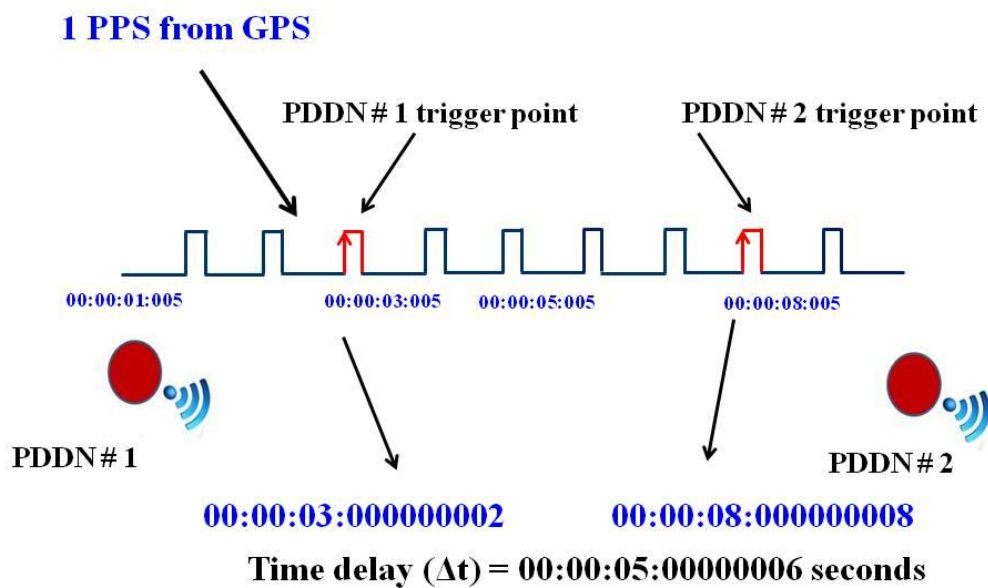 1 PPS from GPS
PDDN # 1 trigger point
PDDN # 2 trigger point
00:00:01:005
00:00:03:005
00:00:05:005
00:00:08:005
PDDN # 1
PDDN # 2
00:00:03:000000002
00:00:08:000000008
Time delay (Δt) = 00:00:05:00000006 seconds